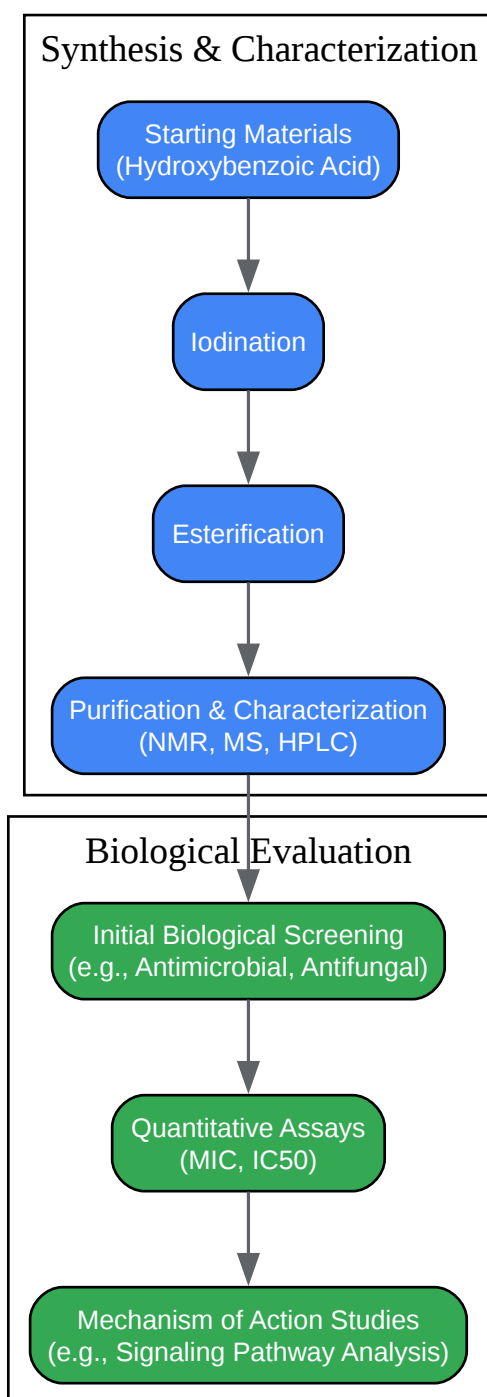 Synthesis & Characterization
Starting Materials
(Hydroxybenzoic Acid)
Iodination
Esterification
Purification & Characterization
(NMR, MS, HPLC)
Biological Evaluation
Initial Biological Screening
(e.g., Antimicrobial, Antifungal)
Quantitative Assays
(MIC, IC50)
Mechanism of Action Studies
(e.g., Signaling Pathway Analysis)